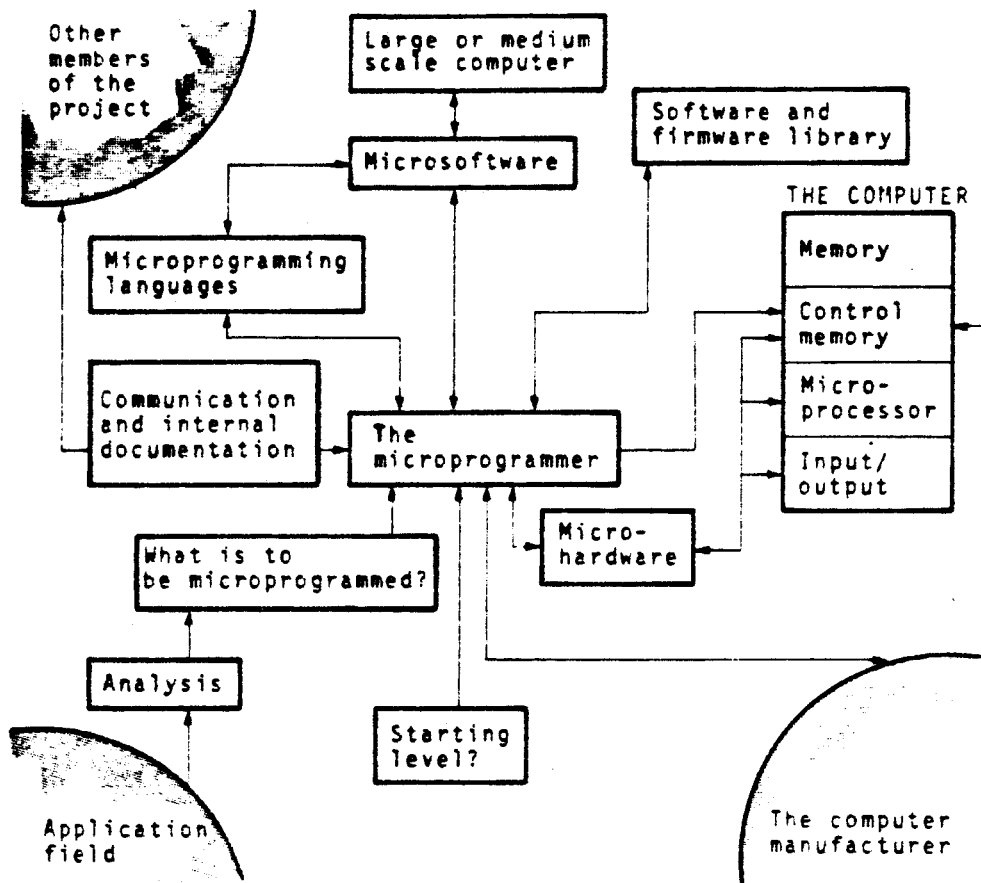 Other
members
of the
project
Large or medium
scale computer
Software and
firmware library
Microsoftware
THE COMPUTER
Memory
Microprogramming
languages
Control
memory
Communication
and internal
documentation
The
microprogrammer
Micro-
processor
Input/
output
Micro-
hardware
What is to
be microprogrammed?
Analysis
Starting
level?
Application
field
The computer
manufacturer